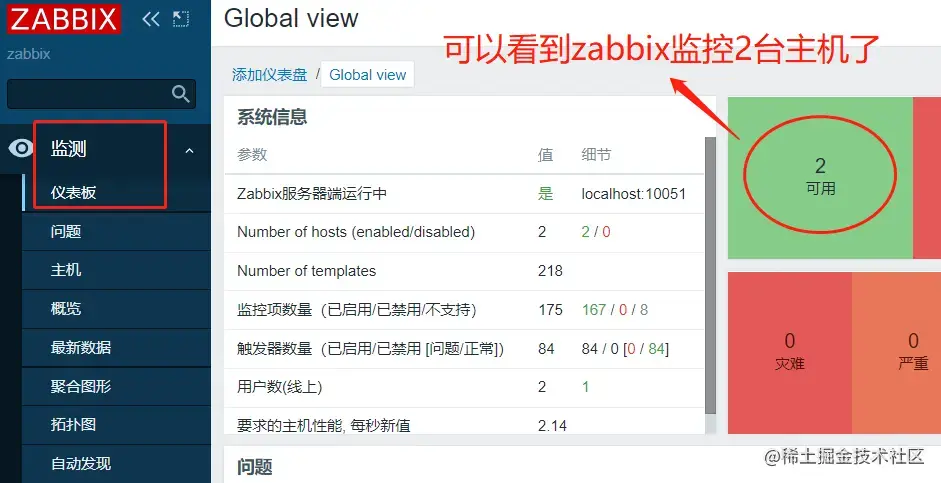 ZABBIX
zabbix
监测
仪表板
问题
主机
概览
最新数据
聚合图形
拓扑图
自动发现
Global view
可以看到zabbix监控2台主机了
添加仪表盘 / Global view
系统信息
参数 值 细节
Zabbix服务器端运行中 是 localhost:10051
Number of hosts (enabled/disabled) 2 2 / 0
Number of templates 218
监控项数量（已启用/已禁用/不支持） 175 167 / 0 / 8
触发器数量（已启用/已禁用 [问题/正常]） 84 84 / 0 [0 / 84]
用户数(线上) 2 1
要求的主机性能, 每秒新值 2.14
问题
2
可用
0
灾难
0
严重
@稀土掘金技术社区